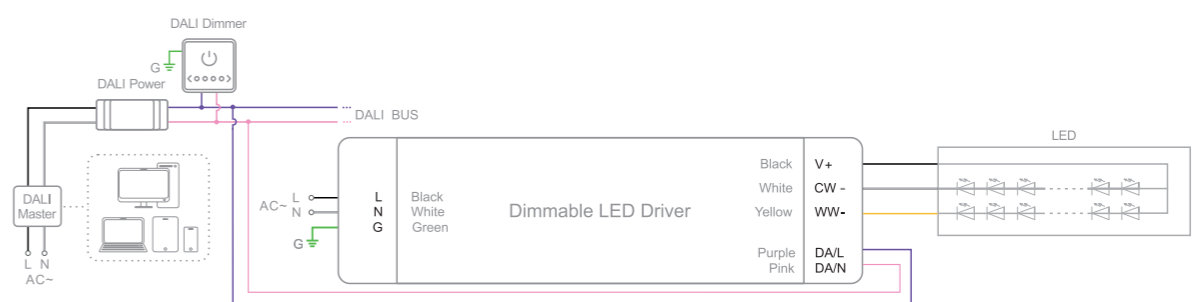 DALI Dimmer
G
DALI Power
DALI BUS
DALI
Master
L N
AC~
AC~
L
N
G
L Black
N White
G Green
Dimmable LED Driver
Black V+
White CW -
Yellow WW-
Purple DA/L
Pink DA/N
LED